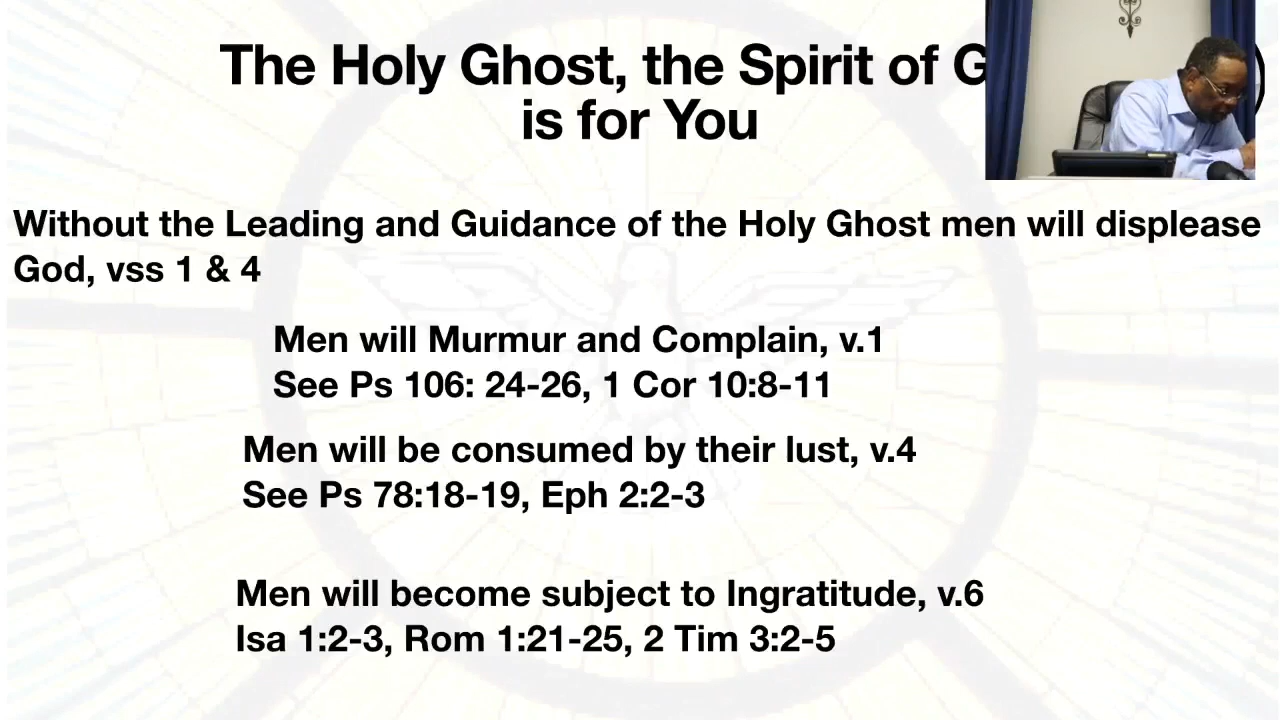 The Holy Ghost, the Spirit of
is for You
Without the Leading and Guidance of the Holy Ghost men will displease
God, vss 1 & 4
Men will Murmur and Complain, v.1
See Ps 106: 24-26, 1 Cor 10:8-11
Men will be consumed by their lust, v.4
See Ps 78:18-19, Eph 2:2-3
Men will become subject to Ingratitude, v.6
Isa 1:2-3, Rom 1:21-25, 2 Tim 3:2-5